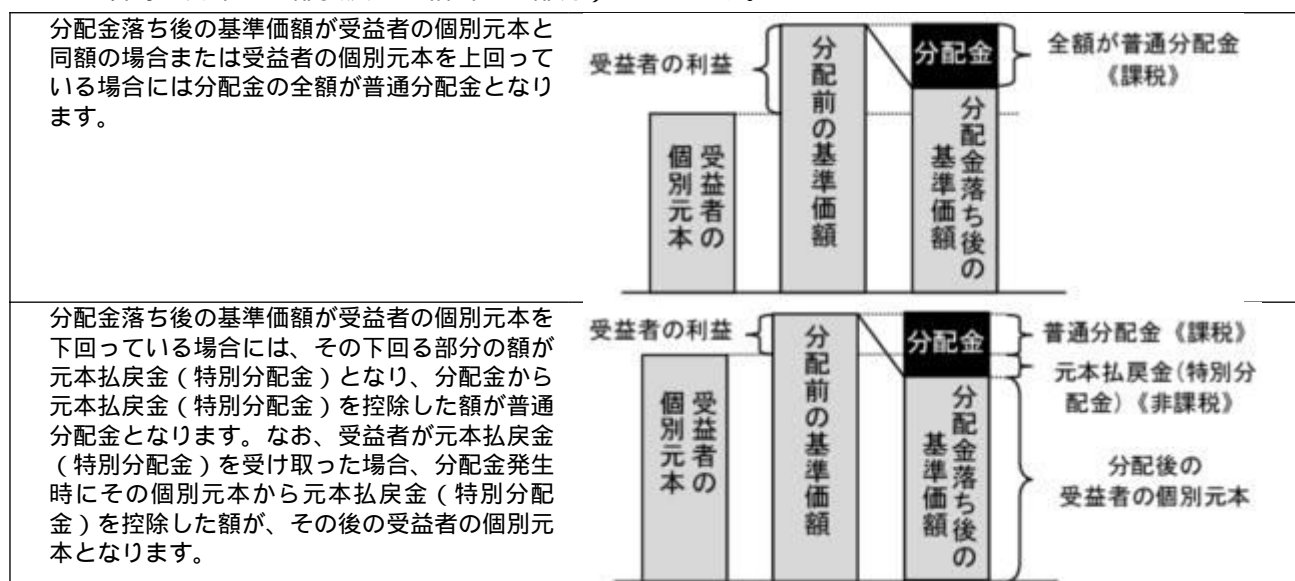 分配金落ち後の基準価額が受益者の個別元本と
同額の場合または受益者の個別元本を上回って
いる場合には分配金の全額が普通分配金となり
ます。
受益者の利益
受益者の
個別元本
分配前の基準価額
分配金
分配金落ち後の
基準価額
全額が普通分配金
《課税》
分配金落ち後の基準価額が受益者の個別元本を
下回っている場合には、その下回る部分の額が
元本払戻金(特別分配金)となり、分配金から
元本払戻金(特別分配金)を控除した額が普通
分配金となります。なお、受益者が元本払戻金
(特別分配金)を受け取った場合、分配金発生
時にその個別元本から元本払戻金(特別分配
金)を控除した額が、その後の受益者の個別元
本となります。
受益者の利益
受益者の
個別元本
分配前の基準価額
分配金
分配金落ち後の
基準価額
普通分配金《課税》
元本払戻金(特別分
配金)《非課税》
分配後の
受益者の個別元本